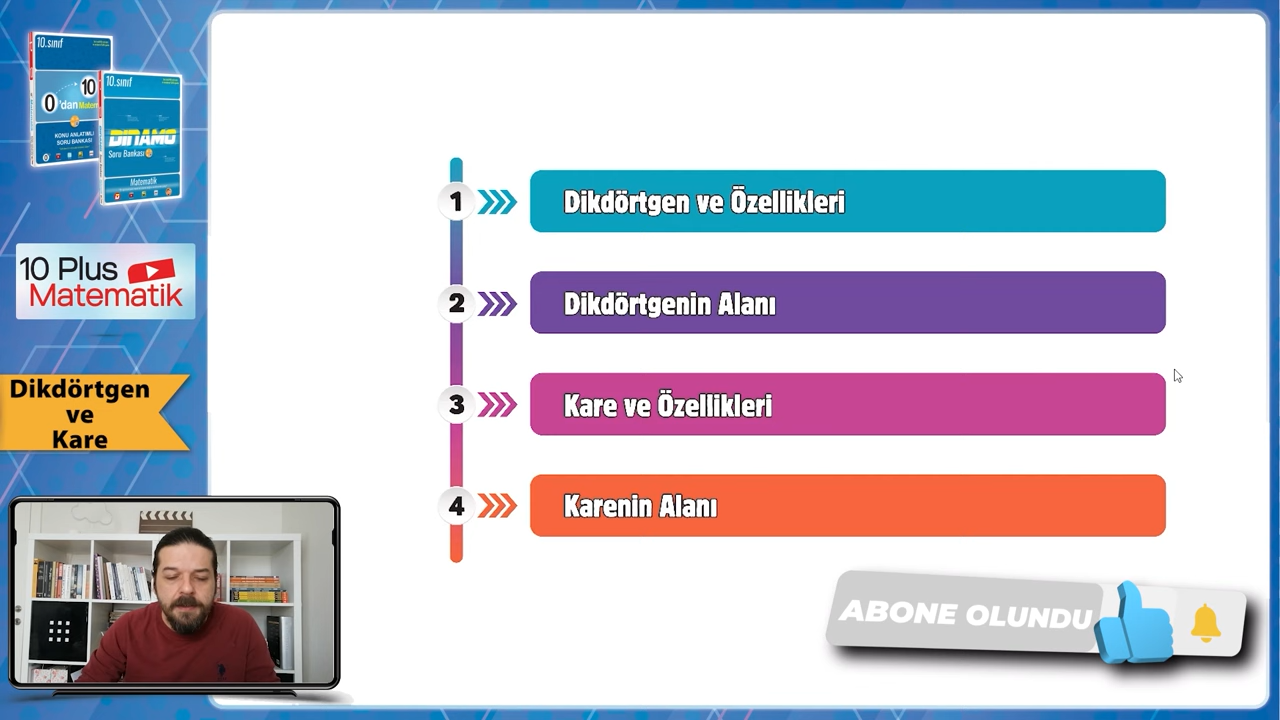 10.sınıf
10
0'dan
KONU ANLATIMLI
SORU BANKASI
10.sınıf
DİNAMO
Soru Bankası
Matematik
10 Plus
Matematik
Dikdörtgen
ve
Kare
1
Dikdörtgen ve Özellikleri
2
Dikdörtgenin Alanı
3
Kare ve Özellikleri
4
Karenin Alanı
ABONE OLUNDU